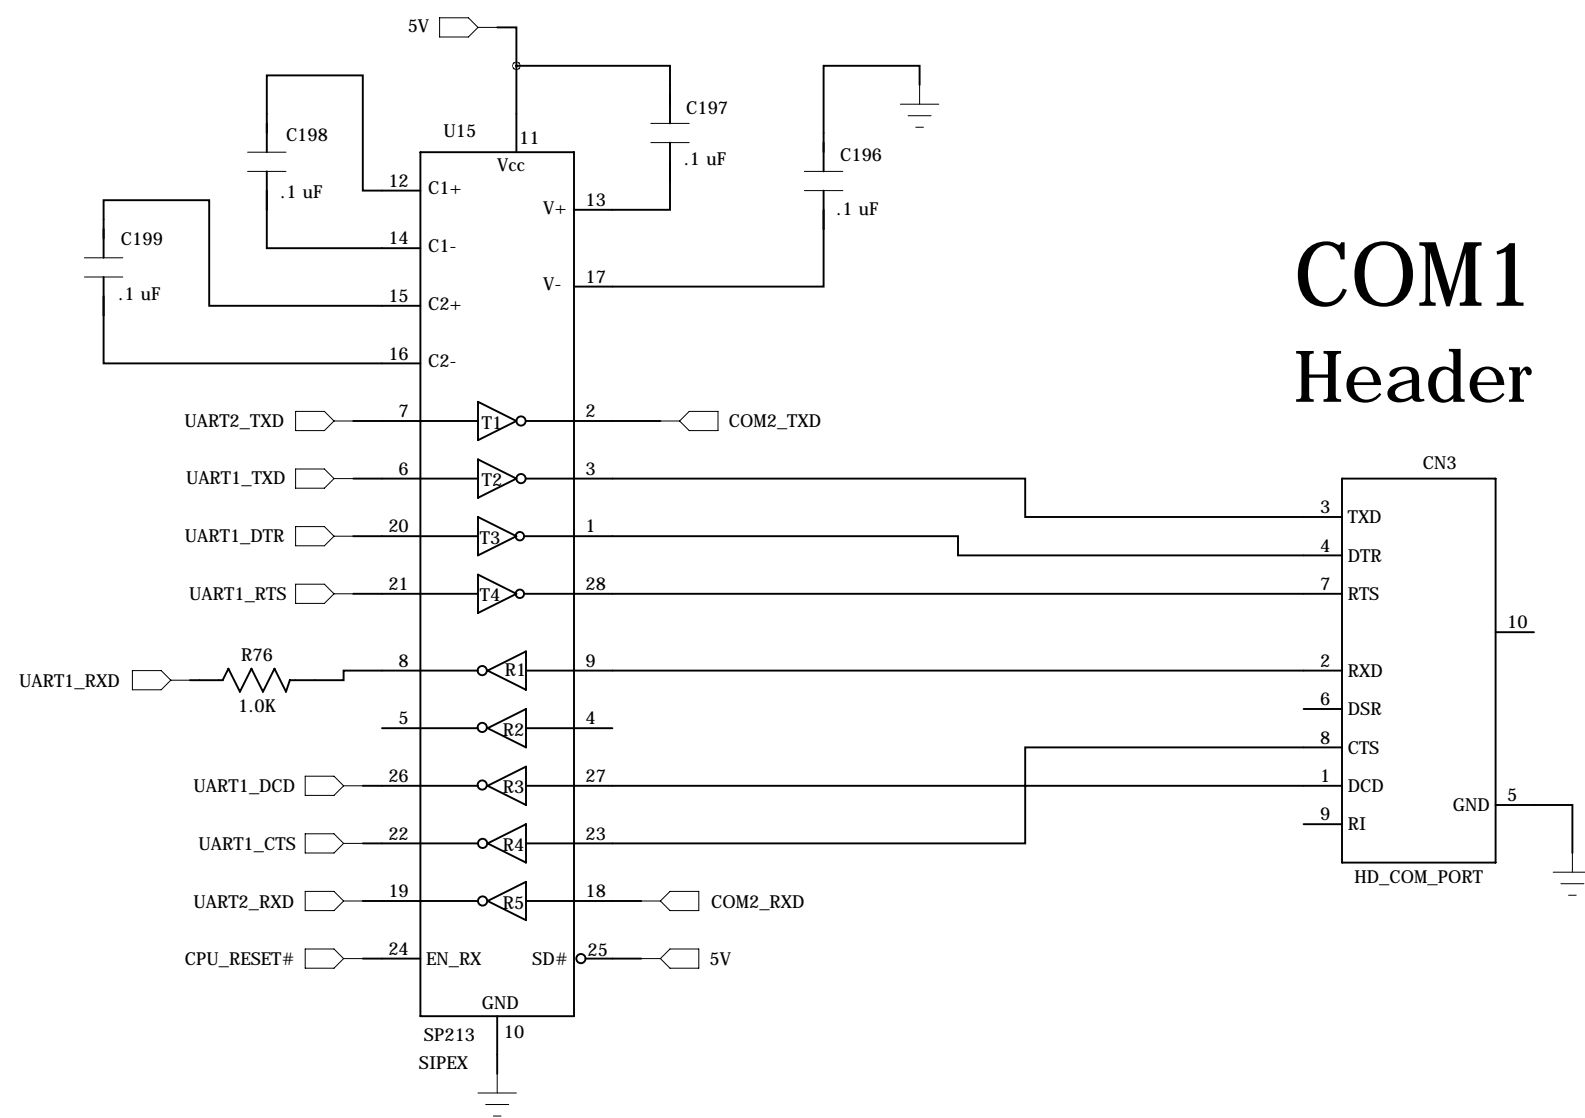 5V
C197
.1 uF
C198
.1 uF
C196
.1 uF
C199
.1 uF
U15
11
Vcc
12
C1+
14
C1-
15
C2+
16
C2-
V+
13
V-
17
COM1
Header
UART2_TXD
7
T1
2
COM2_TXD
UART1_TXD
6
T2
3
UART1_DTR
20
T3
1
UART1_RTS
21
T4
28
UART1_RXD
R76
1.0K
8
R1
9
5
R2
4
UART1_DCD
26
R3
27
UART1_CTS
22
R4
23
UART2_RXD
19
R5
18
COM2_RXD
CPU_RESET#
24
EN_RX
SD#
25
5V
GND
10
SP213
SIPEX
CN3
3
TXD
4
DTR
7
RTS
10
2
RXD
6
DSR
8
CTS
1
DCD
GND
5
9
RI
HD_COM_PORT